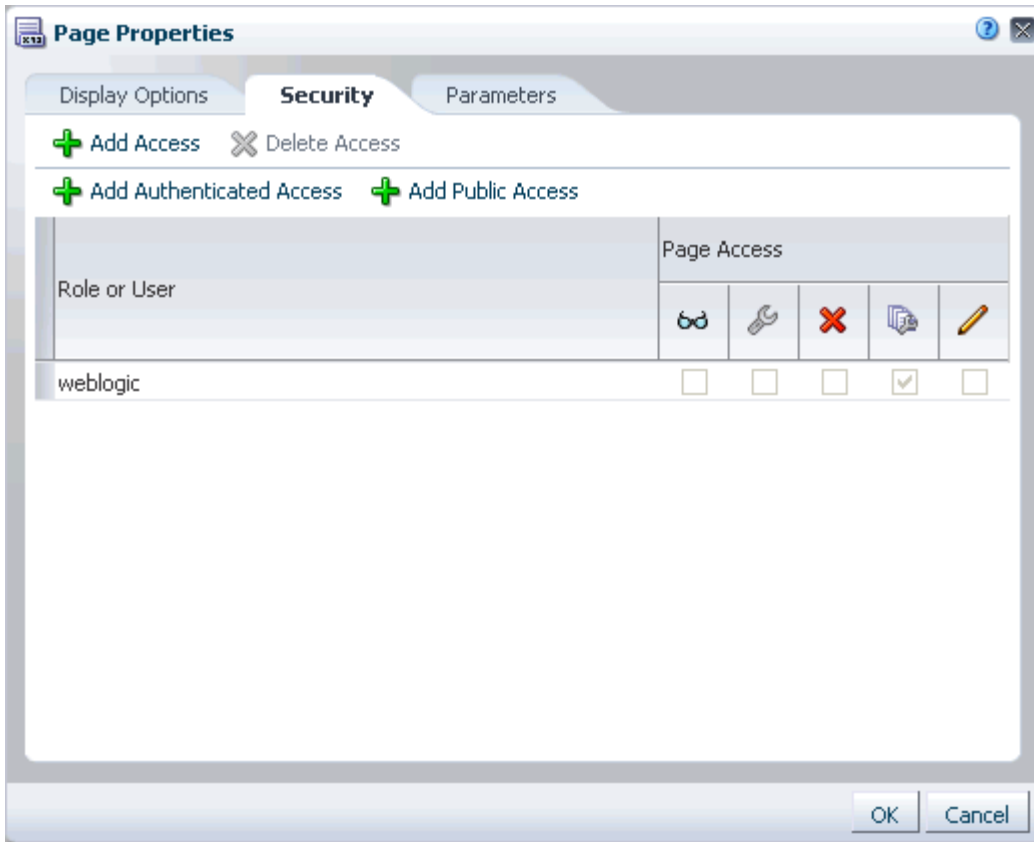 Page Properties
Display Options Security Parameters
Add Access Delete Access
Add Authenticated Access Add Public Access
Role or User
Page Access
weblogic
OK Cancel